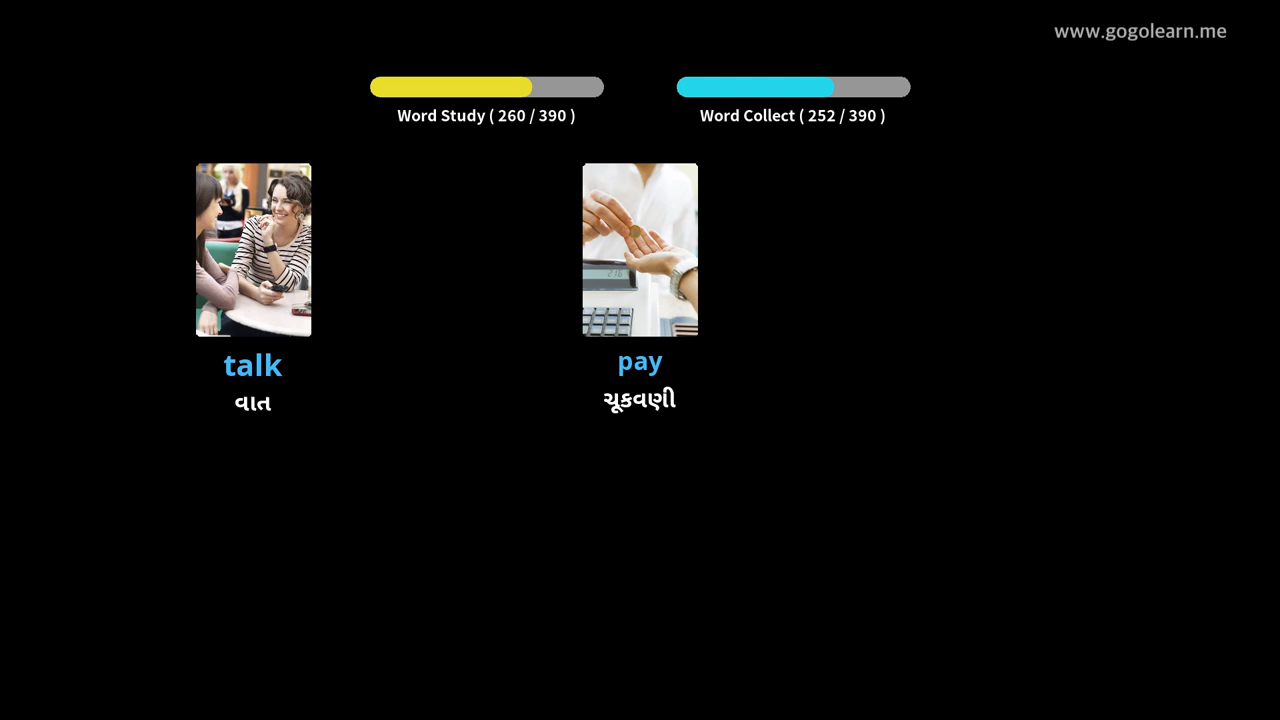 www.gogolearn.me
Word Study ( 260 / 390 )
Word Collect ( 252 / 390 )
talk
વાત
pay
ચૂકવણી